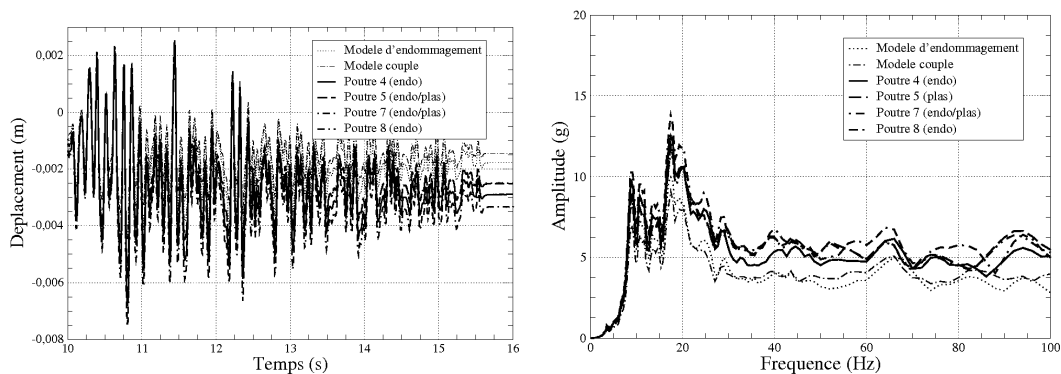 0,002
0
-0,002
-0,004
-0,006
-0,008
Deplacement (m)
10 11 12 13 14 15 16
Temps (s)
Modele d'endommagement
Modele couple
Poutre 4 (endo)
Poutre 5 (endo/plas)
Poutre 7 (endo/plas)
Poutre 8 (endo)
20
15
10
5
0
Amplitude (g)
0 20 40 60 80 100
Frequence (Hz)
Modele d'endommagement
Modele couple
Poutre 4 (endo)
Poutre 5 (plas)
Poutre 7 (endo/plas)
Poutre 8 (endo)